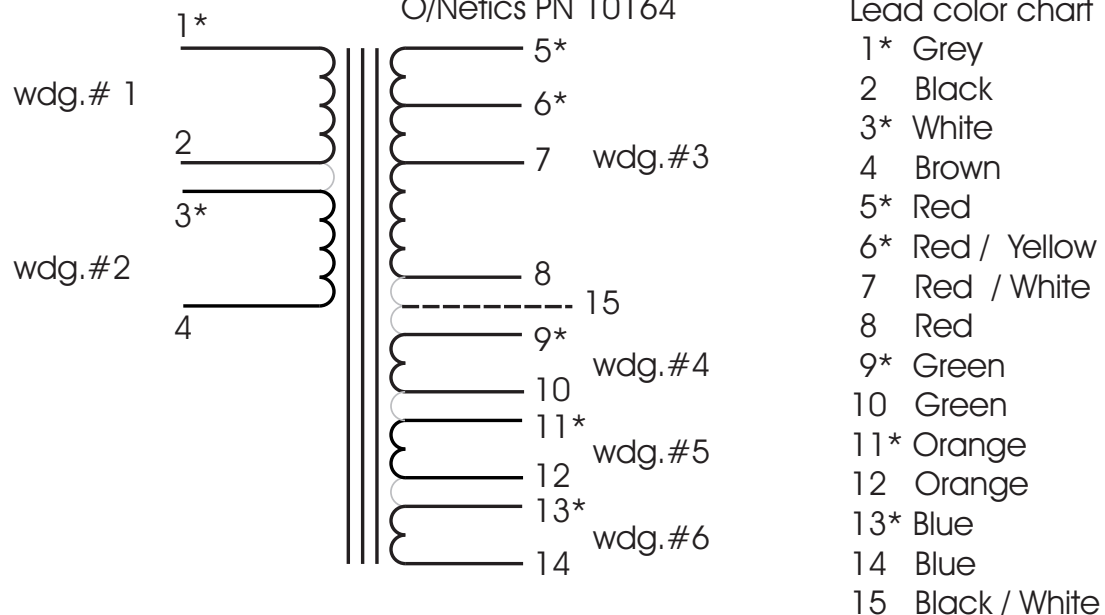 O/Netics PN 10164
1*
wdg.# 1
2
3*
wdg.#2
4
5*
6*
7
wdg.#3
8
15
9*
wdg.#4
10
11*
wdg.#5
12
13*
wdg.#6
14
Lead color chart
1* Grey
2 Black
3* White
4 Brown
5* Red
6* Red / Yellow
7 Red / White
8 Red
9* Green
10 Green
11* Orange
12 Orange
13* Blue
14 Blue
15 Black / White